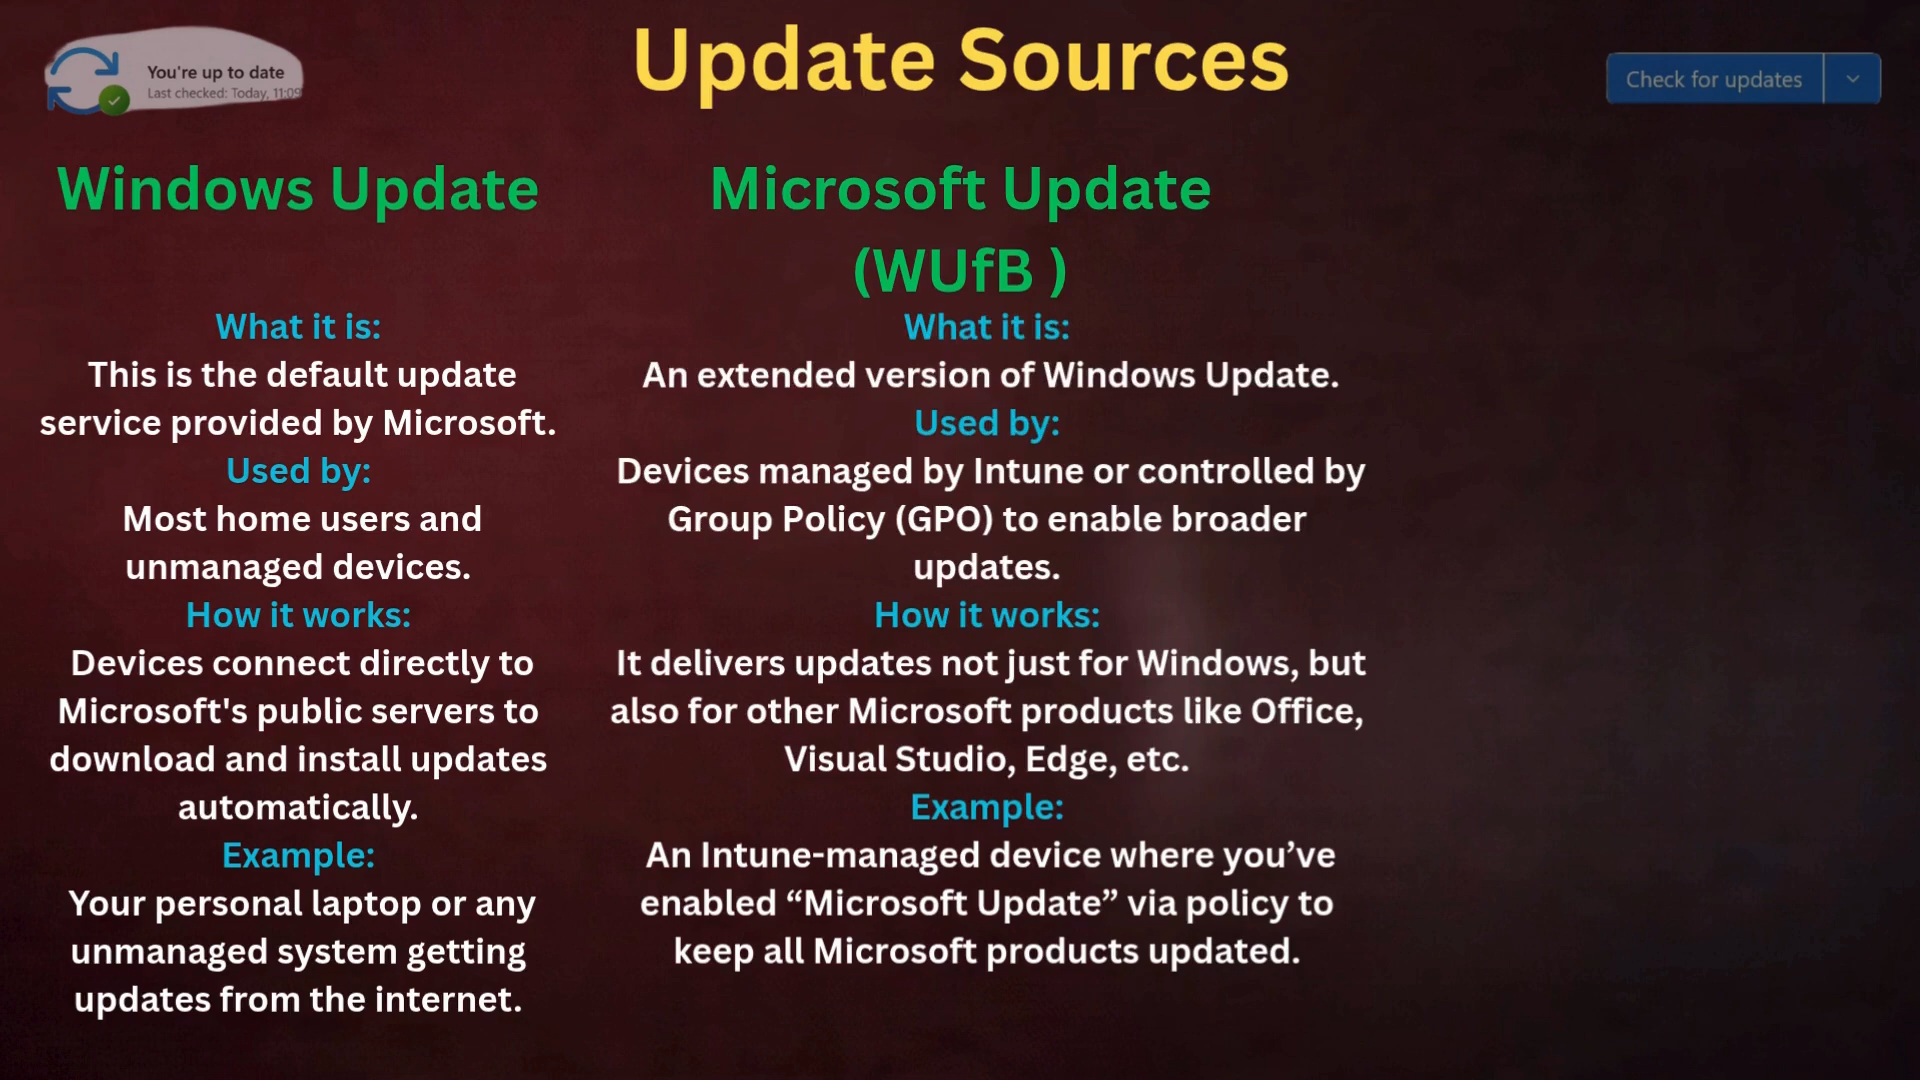 Update Sources
You're up to date
Last checked: Today, 11:09
Check for updates
Windows Update
What it is:
This is the default update
service provided by Microsoft.
Used by:
Most home users and
unmanaged devices.
How it works:
Devices connect directly to
Microsoft's public servers to
download and install updates
automatically.
Example:
Your personal laptop or any
unmanaged system getting
updates from the internet.
Microsoft Update
(WUfB )
What it is:
An extended version of Windows Update.
Used by:
Devices managed by Intune or controlled by
Group Policy (GPO) to enable broader
updates.
How it works:
It delivers updates not just for Windows, but
also for other Microsoft products like Office,
Visual Studio, Edge, etc.
Example:
An Intune-managed device where you’ve
enabled “Microsoft Update” via policy to
keep all Microsoft products updated.